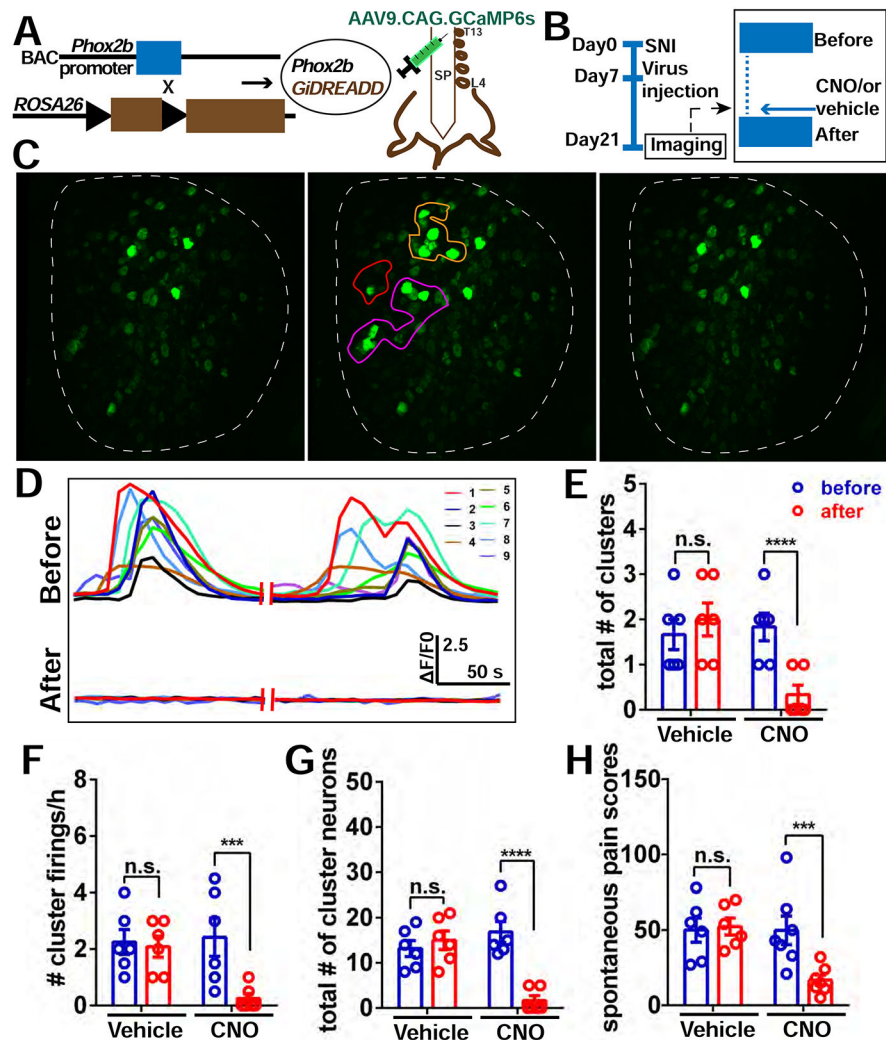 A
BAC
Phox2b
promoter
X
ROSA26
Phox2b
GiDREADD
AAV9.CAG.GCaMP6s
T13
SP
L4
B
Day0
SNI
Day7
Virus
injection
Day21
Imaging
Before
CNO/or
vehicle
After
C
D
Before
After
1
2
3
4
5
6
7
8
9
ΔF/F0
2.5
50 s
E
total # of clusters
5
4
3
2
1
0
before
after
n.s.
****
Vehicle
CNO
F
# cluster firings/h
8
6
4
2
0
n.s.
***
Vehicle
CNO
G
total # of cluster neurons
50
40
30
20
10
0
n.s.
****
Vehicle
CNO
H
spontaneous pain scores
150
100
50
0
n.s.
***
Vehicle
CNO